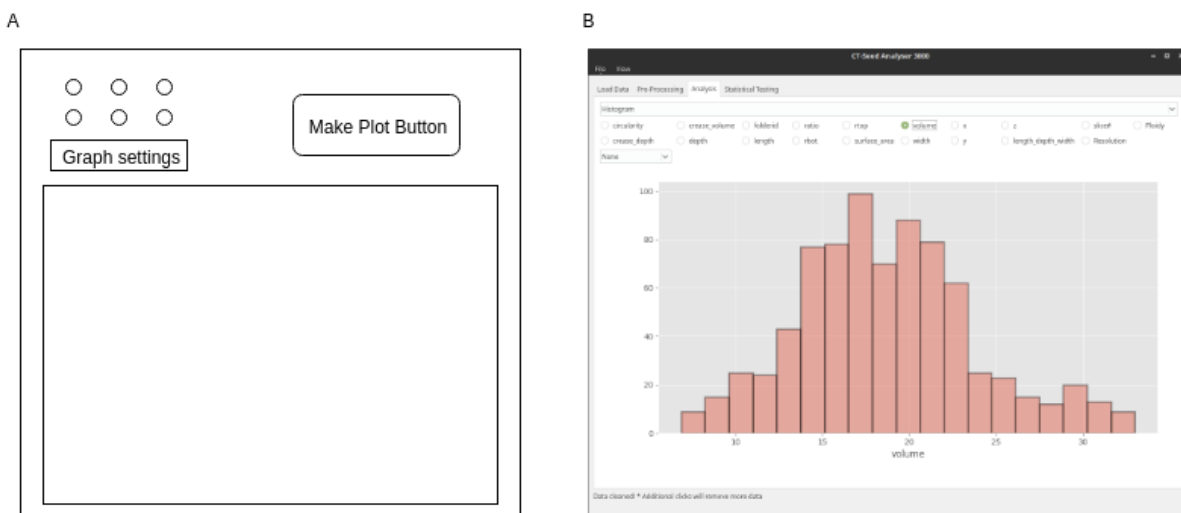 A
B
Make Plot Button
Graph settings
CT-Seed Analyser 3000
File View
Load Data Pre-Processing Analysis Statistical Testing
Histogram
circularity crease_volume folderid ratio rtop volume x z slice# Ploidy
crease_depth depth length rbot surface_area width y length_depth_width Resolution
None
100
80
60
40
20
0
10 15 20 25 30
volume
Data cleaned! * Additional clicks will remove more data